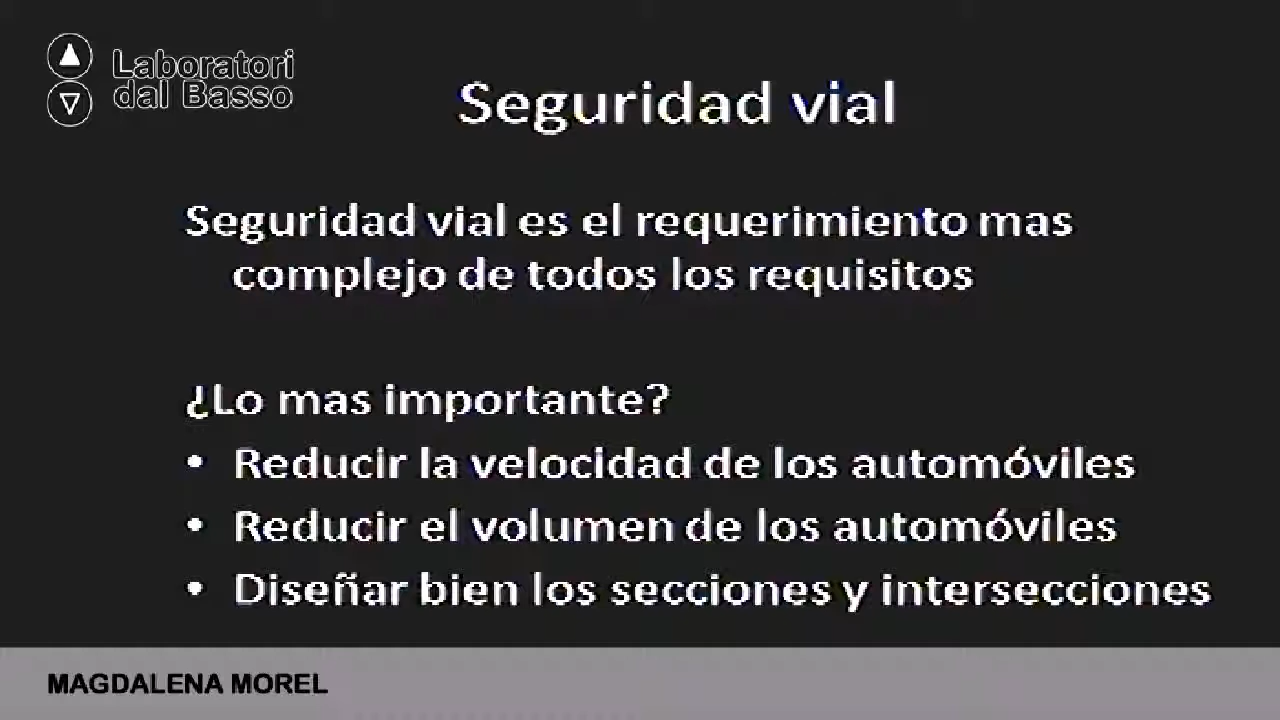 Laboratori
dal Basso
Seguridad vial
Seguridad vial es el requerimiento mas
complejo de todos los requisitos
¿Lo mas importante?
• Reducir la velocidad de los automóviles
• Reducir el volumen de los automóviles
• Diseñar bien los secciones y intersecciones
MAGDALENA MOREL